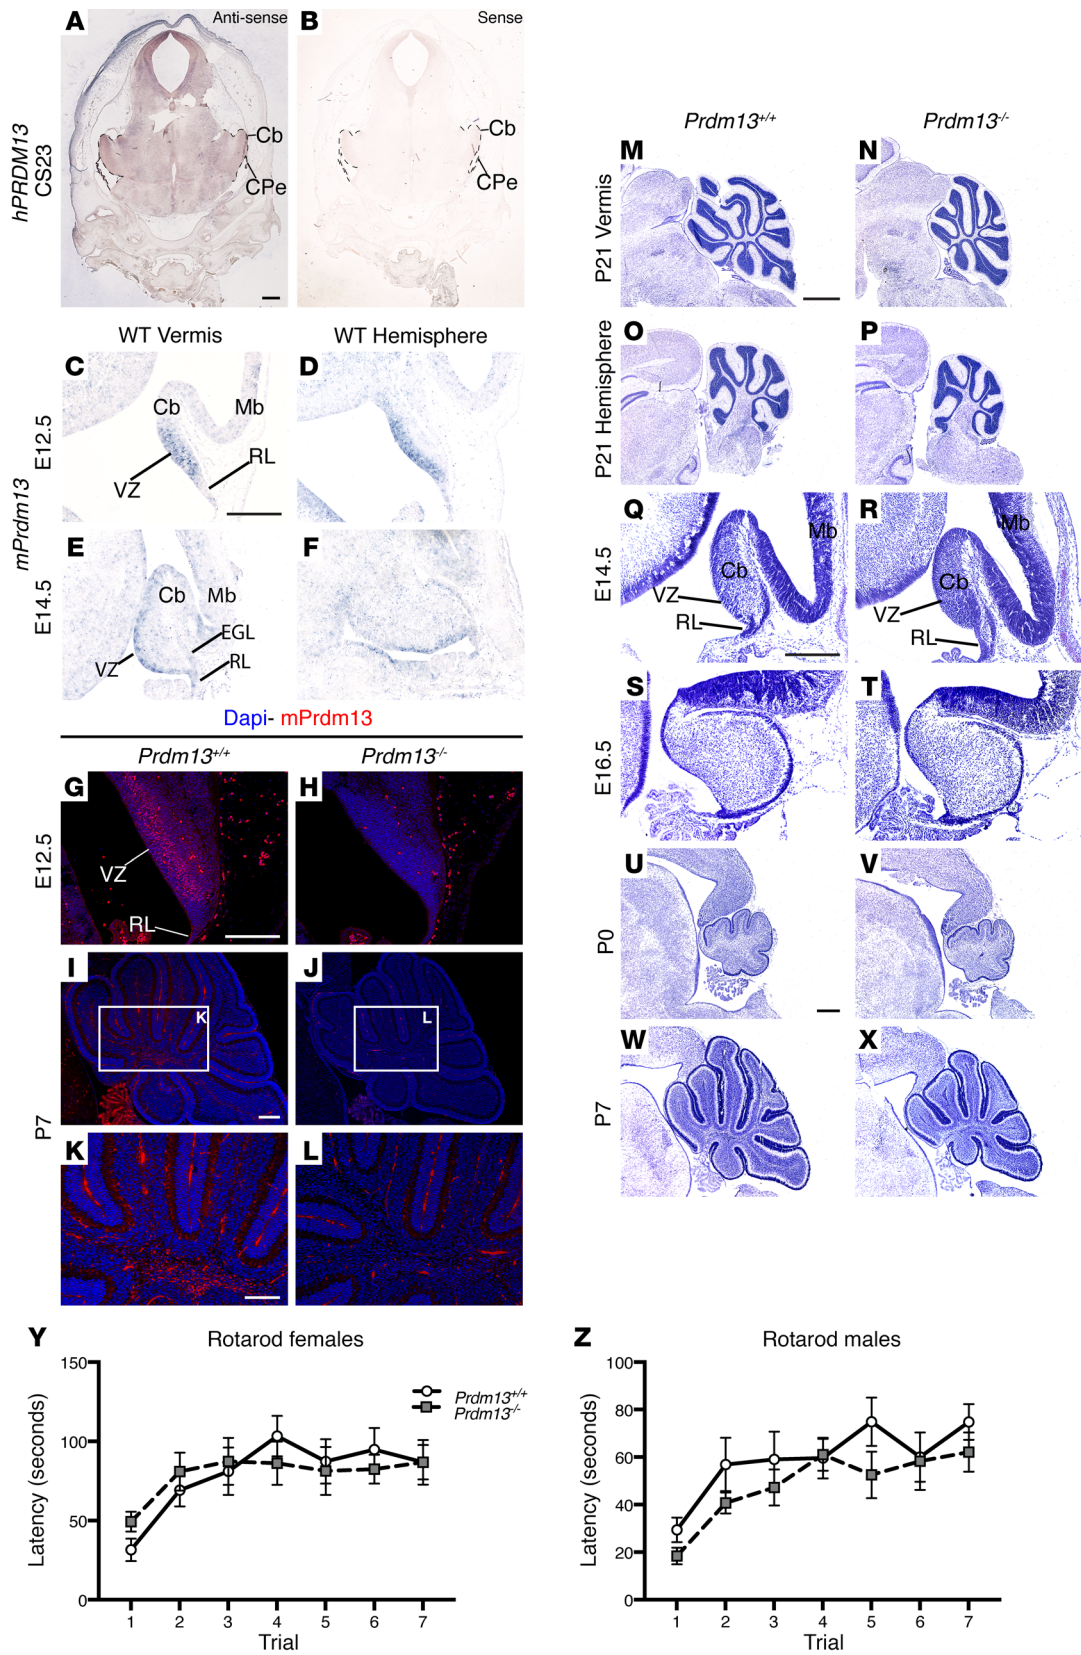 A
Anti-sense
B
Sense
hPRDM13
CS23
Cb
CPe
Cb
CPe
WT Vermis
WT Hemisphere
mPrdm13
E12.5
C
Cb
Mb
VZ
RL
D
E14.5
E
Cb
Mb
EGL
VZ
RL
F
Dapi- mPrdm13
Prdm13+/+
Prdm13-/-
E12.5
G
VZ
RL
H
P7
I
K
J
L
K
L
Prdm13+/+
Prdm13-/-
P21 Vermis
M
N
P21 Hemisphere
O
P
E14.5
Q
Mb
Cb
VZ
RL
R
Mb
Cb
VZ
RL
E16.5
S
T
P0
U
V
P7
W
X
Y
Rotarod females
Latency (seconds)
150
100
50
0
Prdm13+/+
Prdm13-/-
1 2 3 4 5 6 7
Trial
Z
Rotarod males
Latency (seconds)
100
80
60
40
20
0
1 2 3 4 5 6 7
Trial